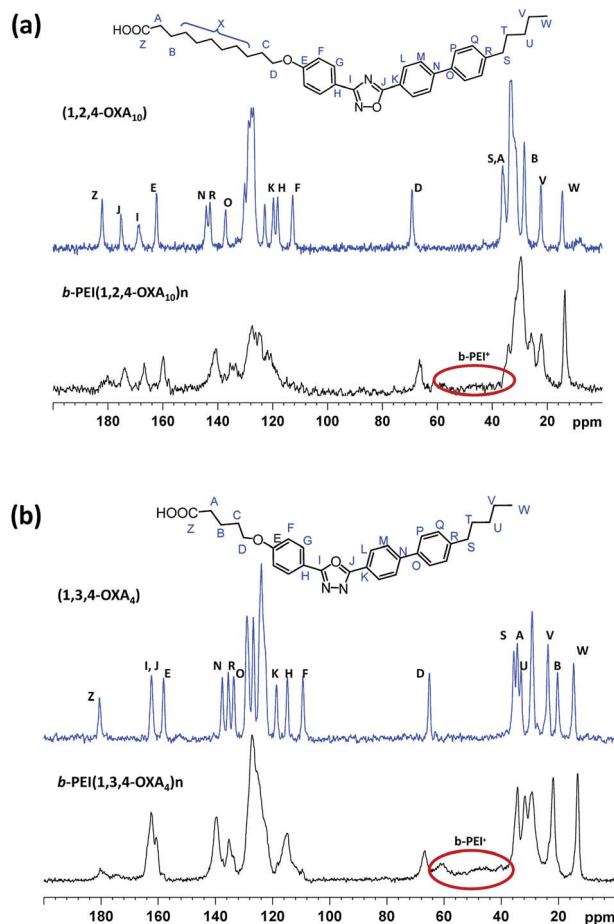 (a)
A X V
HOOC Z B C O D E F G H I J K L M N O P Q R S T U W
N N O
(1,2,4-OXA10)
Z J I E N R O K H F D S,A B V W
b-PEI(1,2,4-OXA10)n
b-PEI+
180 160 140 120 100 80 60 40 20 ppm
(b)
HOOC Z A B C D O E F G H I J K L M N O P Q R S T U V W
O N N
(1,3,4-OXA4)
Z I, J E N R O K H F D S A U V B W
b-PEI(1,3,4-OXA4)n
b-PEI+
180 160 140 120 100 80 60 40 20 ppm